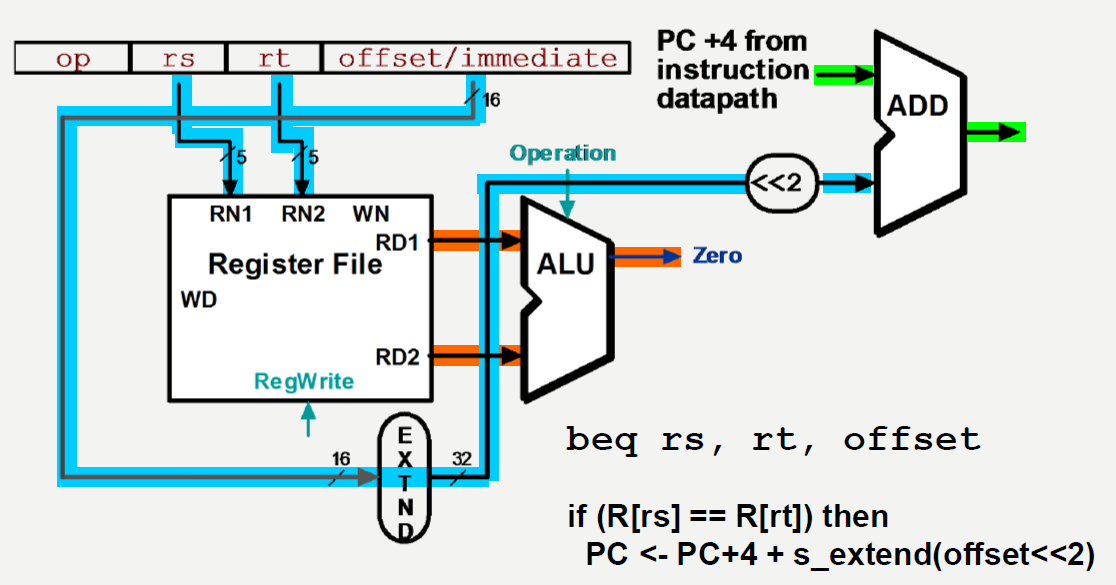 op rs rt offset/immediate
PC +4 from
instruction
datapath
ADD
16
5
5
Operation
<<2
RN1 RN2 WN
RD1
Register File
ALU
Zero
WD
RD2
RegWrite
16
EXTND
32
beq rs, rt, offset
if (R[rs] == R[rt]) then
PC <- PC+4 + s_extend(offset<<2)